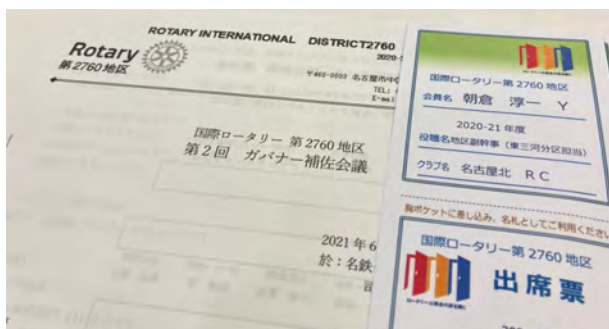 ROTARY INTERNATIONAL DISTRICT2760
Rotary
第2760地区
TEL:
E-mai
国際ロータリー 第2760地区
第2回 ガバナー補佐会議
2021年6
於:名鉄
国際ロータリー第2760地区
会員名 朝倉 淳一 Y
2020-21年度
役職名 地区副幹事(東三河分区担当)
クラブ名 名古屋北 RC
胸ポケットに差し込み、名札としてご利用ください
国際ロータリー第2760地区
出席票